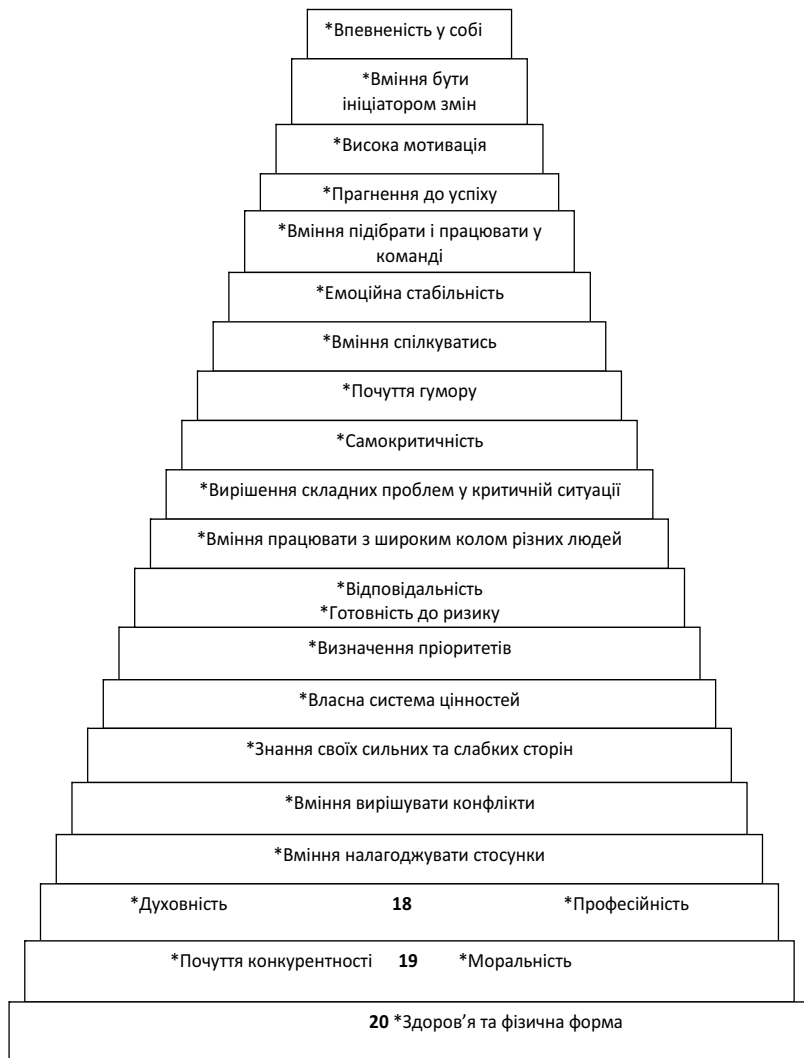 *Впевненість у собі
*Вміння бути
ініціатором змін
*Висока мотивація
*Прагнення до успіху
*Вміння підібрати і працювати у
команді
*Емоційна стабільність
*Вміння спілкуватись
*Почуття гумору
*Самокритичність
*Вирішення складних проблем у критичній ситуації
*Вміння працювати з широким колом різних людей
*Відповідальність
*Готовність до ризику
*Визначення пріоритетів
*Власна система цінностей
*Знання своїх сильних та слабких сторін
*Вміння вирішувати конфлікти
*Вміння налагоджувати стосунки
*Духовність 18 *Професійність
*Почуття конкурентності 19 *Моральність
20 *Здоров’я та фізична форма